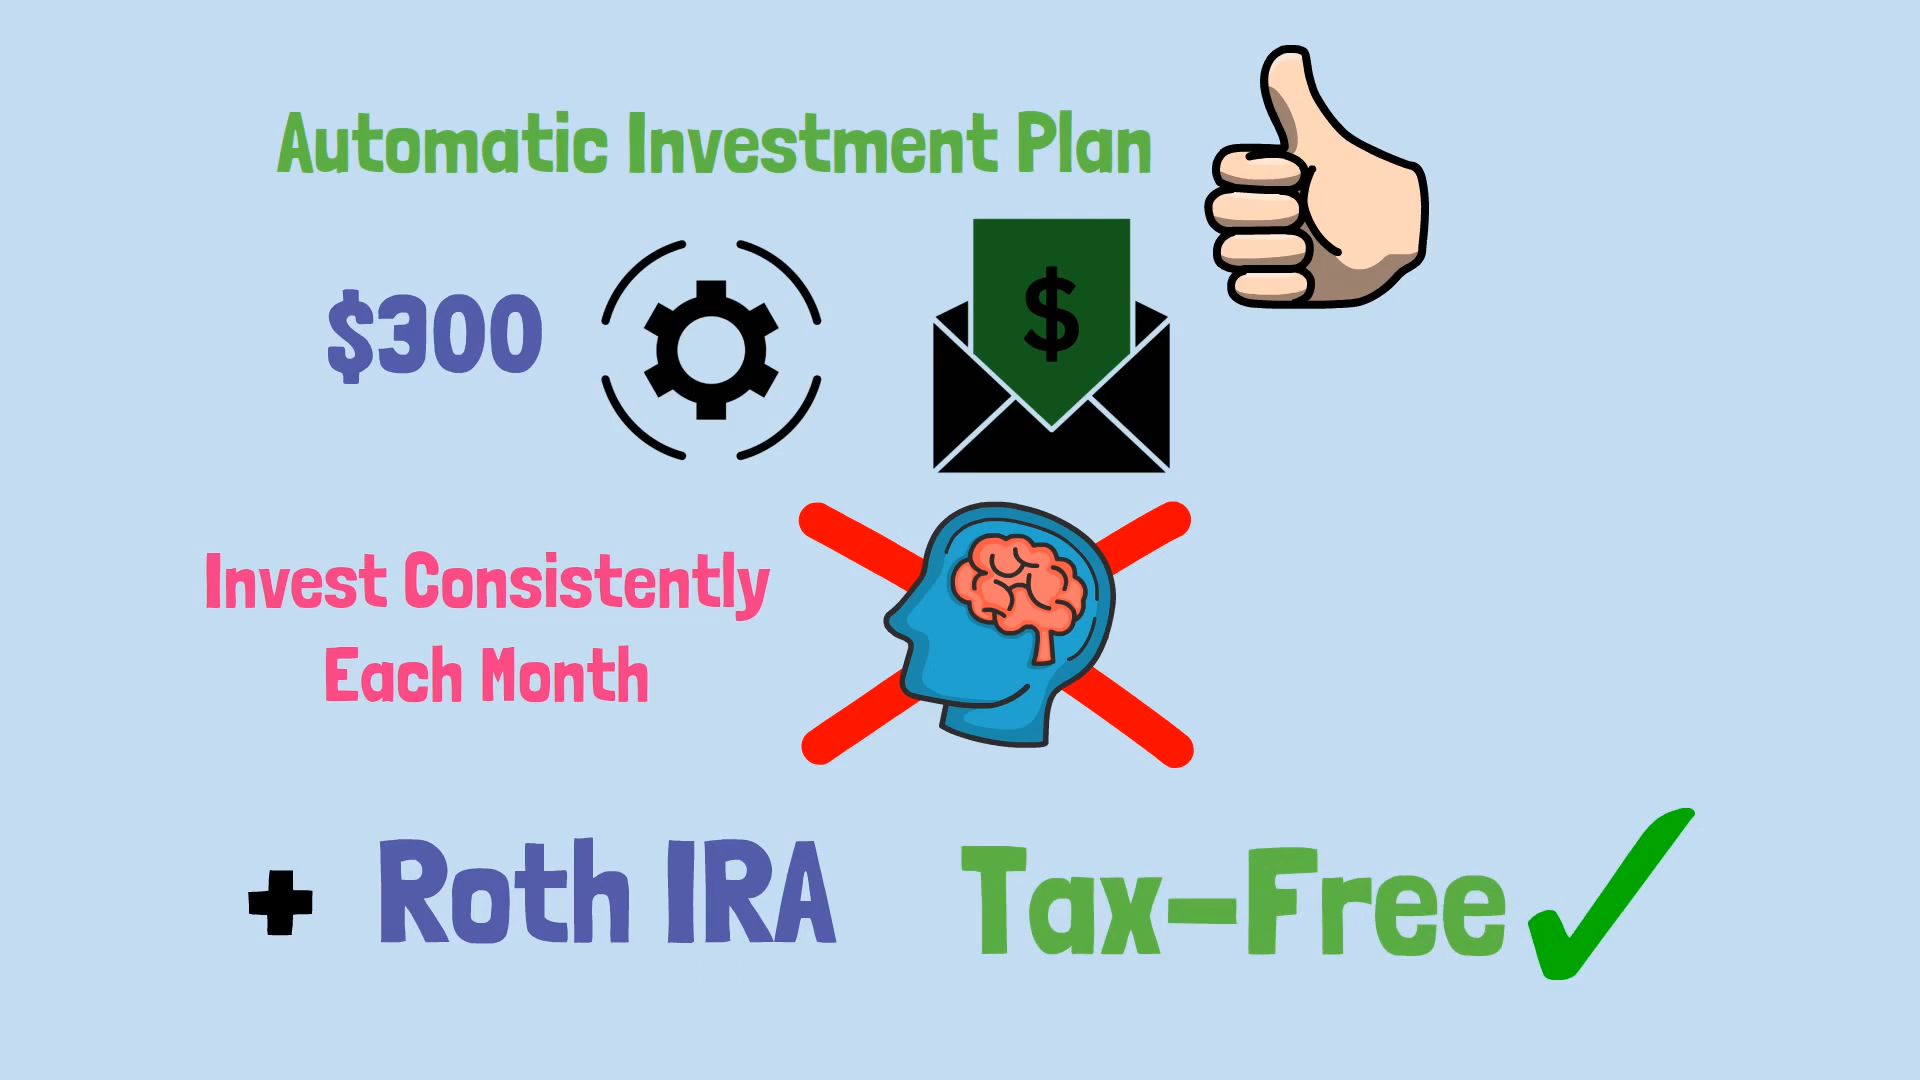 Automatic Investment Plan
$300
$
Invest Consistently
Each Month
+ Roth IRA
Tax-Free